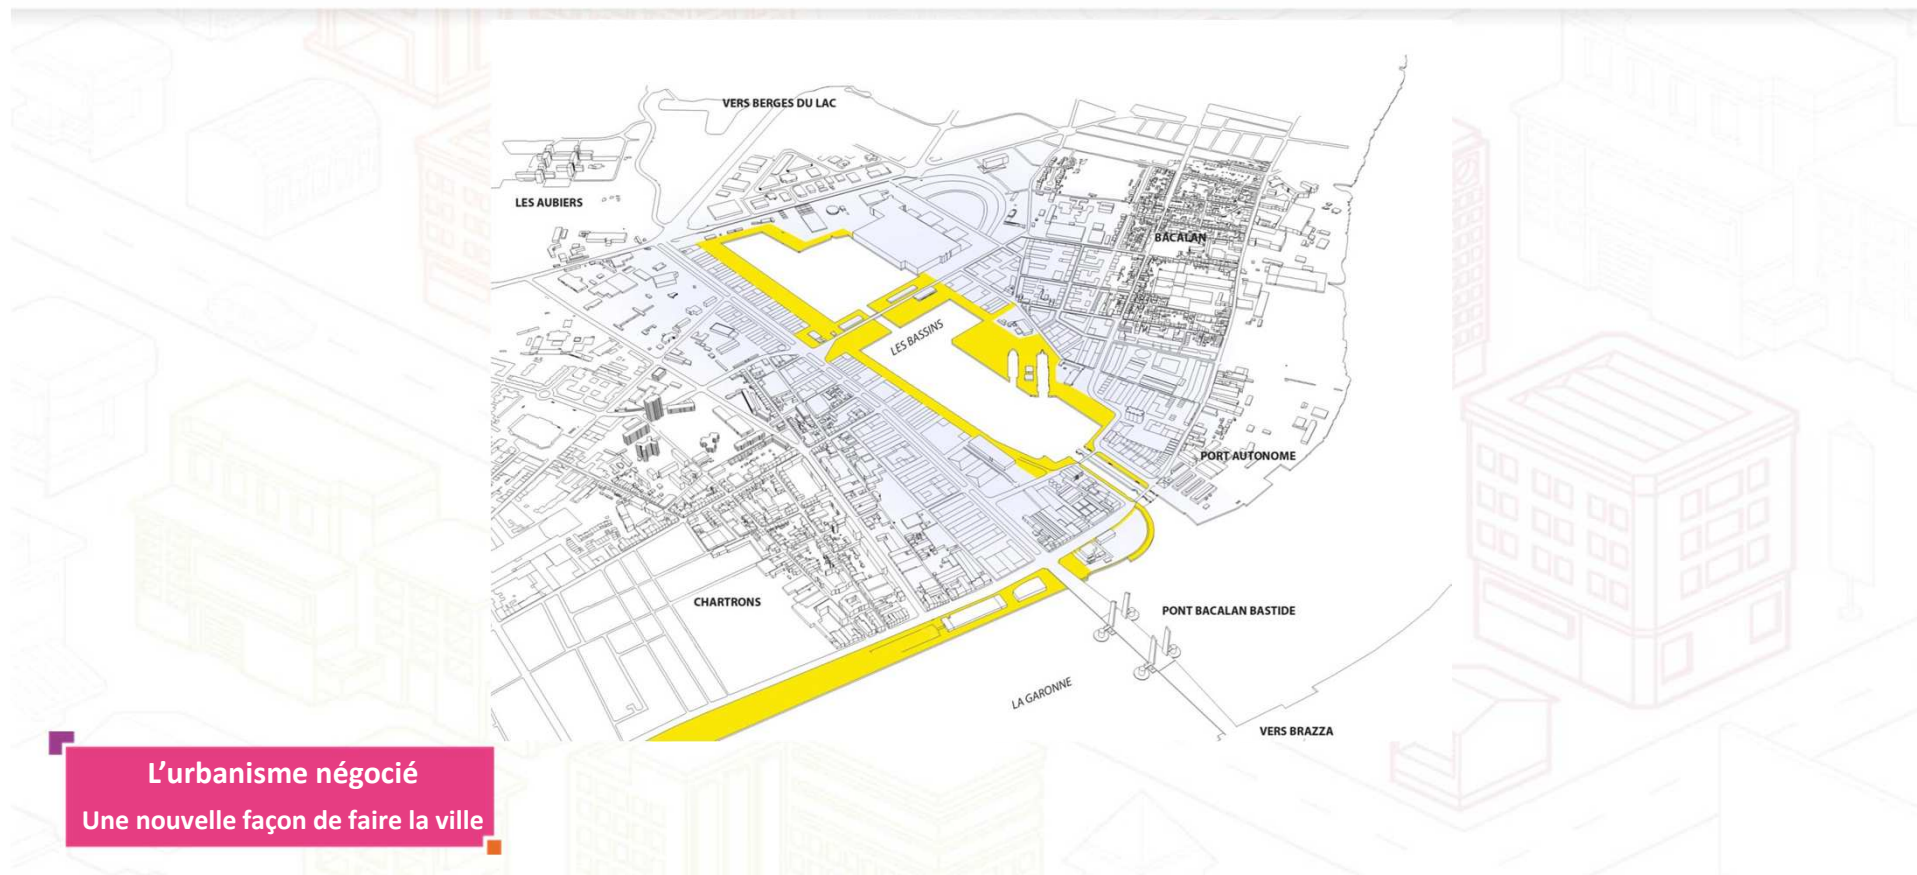 VERS BERGES DU LAC
LES AUBIERS
BACALAN
LES BASSINS
PORT AUTONOME
CHARTRONS
PONT BACALAN BASTIDE
LA GARONNE
VERS BRAZZA
L'urbanisme négocié
Une nouvelle façon de faire la ville